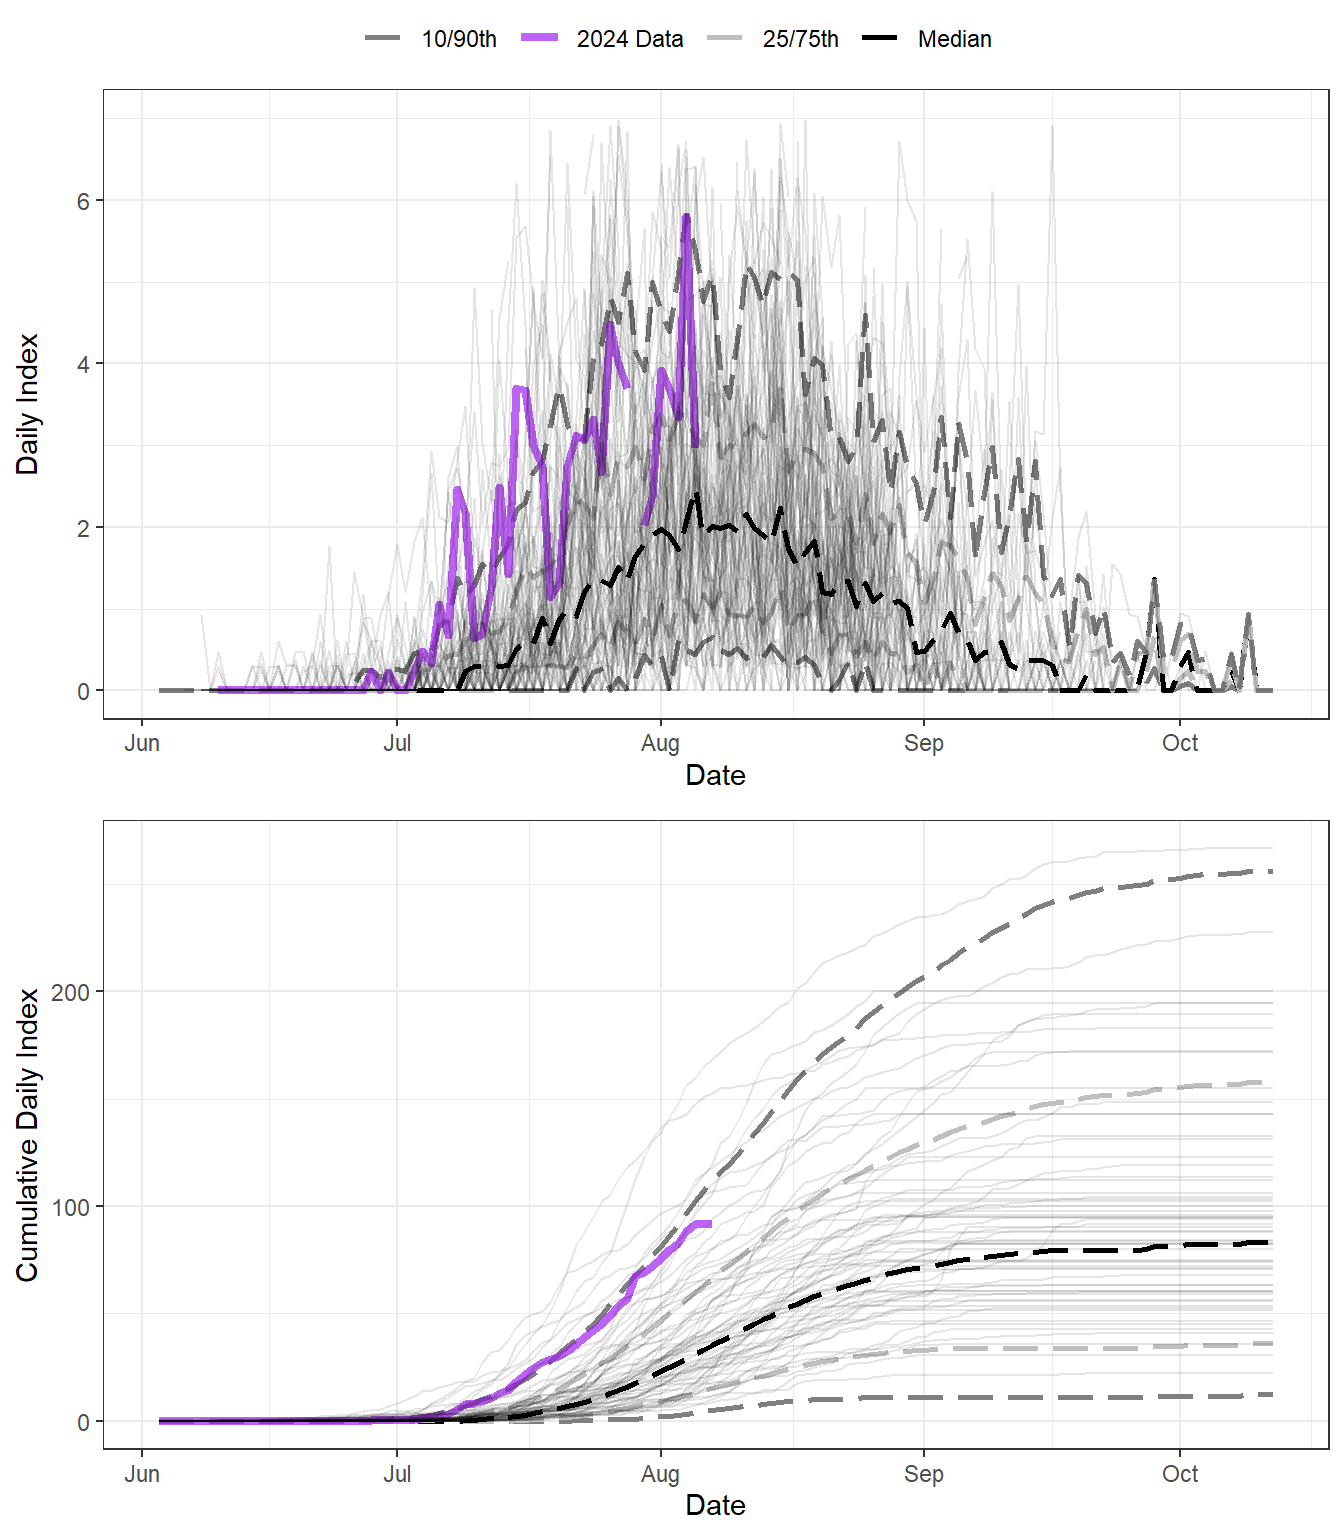 10/90th 2024 Data 25/75th Median
Daily Index
6
4
2
0
Jun Jul Aug Sep Oct
Date
Cumulative Daily Index
200
100
0
Jun Jul Aug Sep Oct
Date